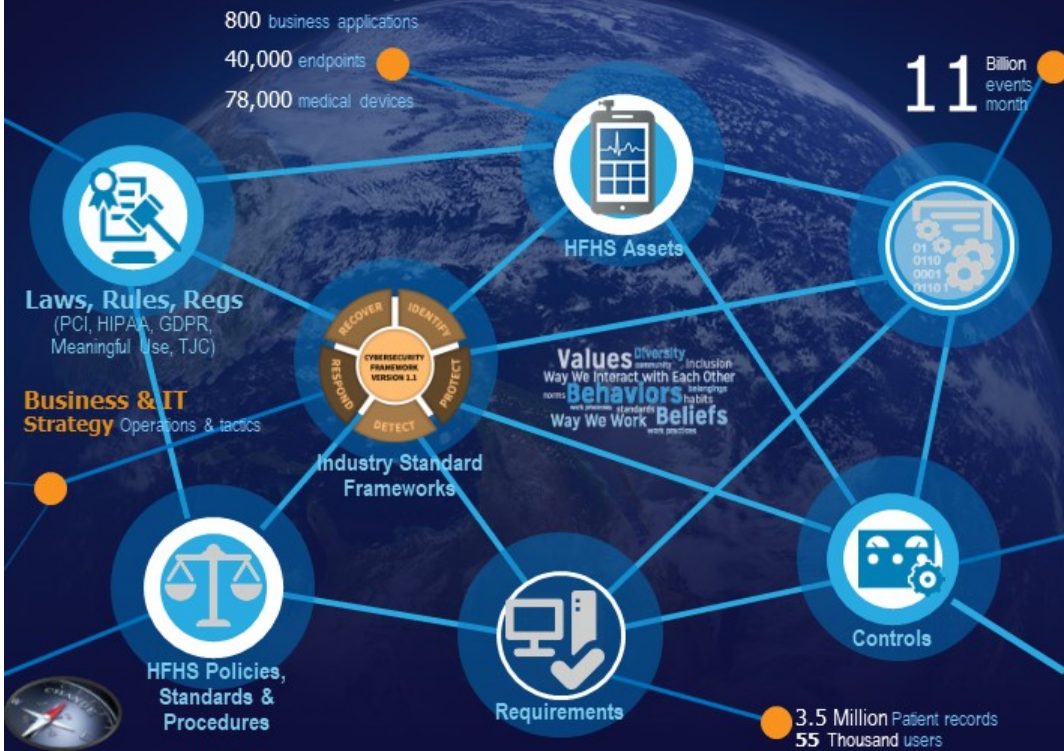 800 business applications
40,000 endpoints
78,000 medical devices
11 Billion
events
month
HFHS Assets
01
0110
0001
01101
Laws, Rules, Regs
(PCI, HIPAA, GDPR,
Meaningful Use, TJC)
RECOVER
IDENTIFY
PROTECT
DETECT
RESPOND
CYBERSECURITY
FRAMEWORK
VERSION 1.1
Values Diversity
community inclusion
Way We Interact with Each Other
belongings
norms Behaviors habits
work processes standards Beliefs
Way We Work
work practices
Business & IT
Strategy Operations & tactics
Industry Standard
Frameworks
HFHS Policies,
Standards &
Procedures
Requirements
Controls
CHANGE
W
3.5 Million Patient records
55 Thousand users